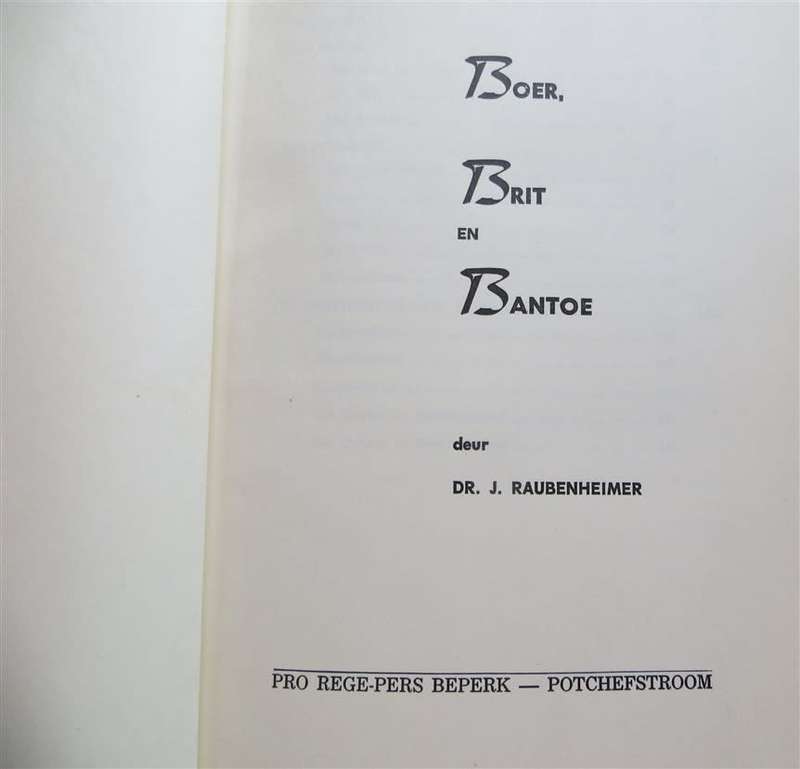 BOER,
BRIT
EN
BANTOE
deur
DR. J. RAUBENHEIMER
PRO REGE-PERS BEPERK — POTCHEFSTROOM